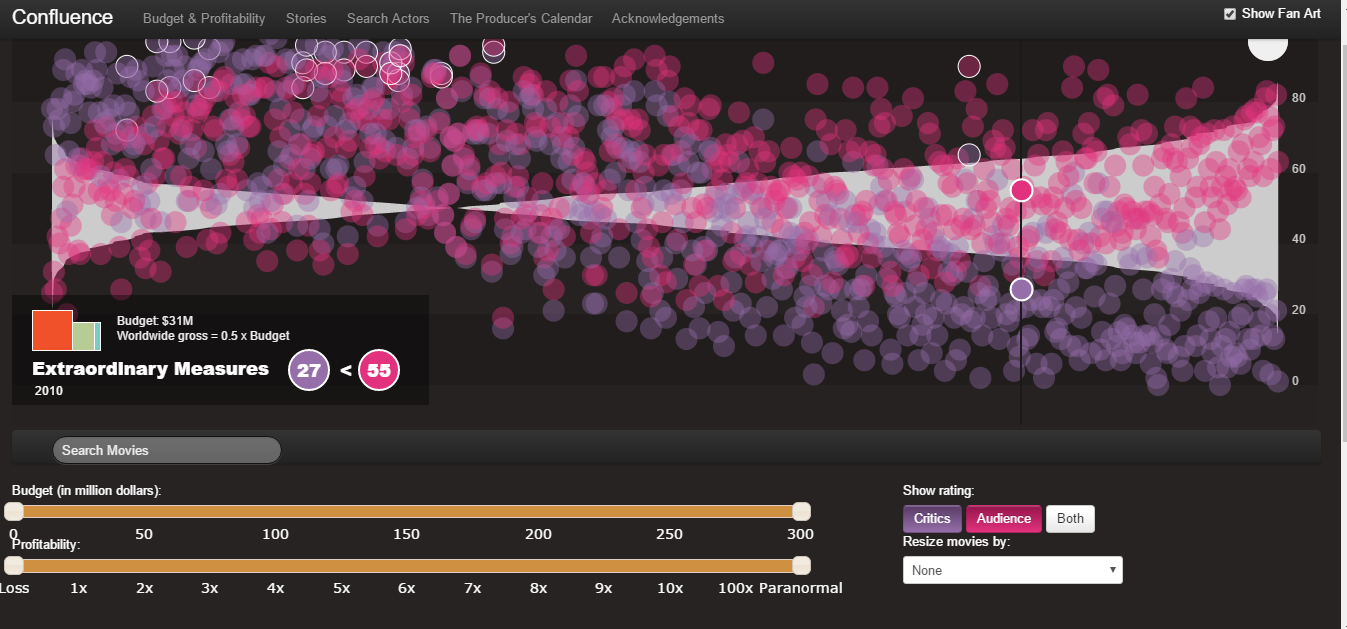 Confluence Budget & Profitability Stories Search Actors The Producer's Calendar Acknowledgements Show Fan Art
80
60
40
20
0
Budget: $31M
Worldwide gross = 0.5 x Budget
Extraordinary Measures 27 < 55
2010
Search Movies
Budget (in million dollars):
0 50 100 150 200 250 300
Profitability:
Loss 1x 2x 3x 4x 5x 6x 7x 8x 9x 10x 100x Paranormal
Show rating:
Critics Audience Both
Resize movies by:
None